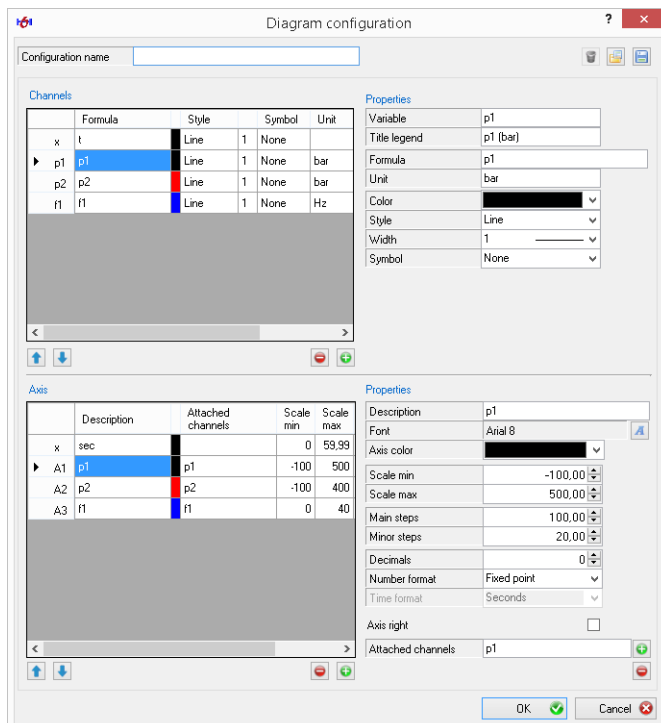 Diagram configuration
?
Configuration name
Channels
Formula Style Symbol Unit
x t Line 1 None
p1 p1 Line 1 None bar
p2 p2 Line 1 None bar
f1 f1 Line 1 None Hz
Properties
Variable p1
Title legend p1 (bar)
Formula p1
Unit bar
Color
Style Line
Width 1
Symbol None
Axis
Description Attached channels Scale min Scale max
x sec 0 59,99
A1 p1 p1 -100 500
A2 p2 p2 -100 400
A3 f1 f1 0 40
Properties
Description p1
Font Arial 8 A
Axis color
Scale min -100,00
Scale max 500,00
Main steps 100,00
Minor steps 20,00
Decimals 0
Number format Fixed point
Time format Seconds
Axis right
Attached channels p1
OK Cancel